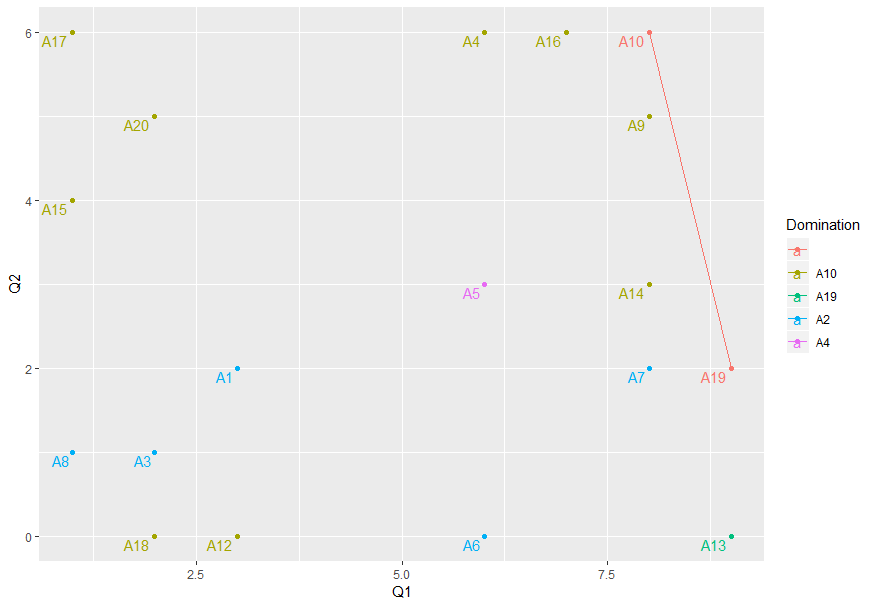 6
A17
A4
A16
A10
A20
A9
4
A15
Q2
A5
A14
2
A1
A7
A19
A8
A3
0
A18
A12
A6
A13
2.5
5.0
7.5
Q1
Domination
a
a A10
a A19
a A2
a A4